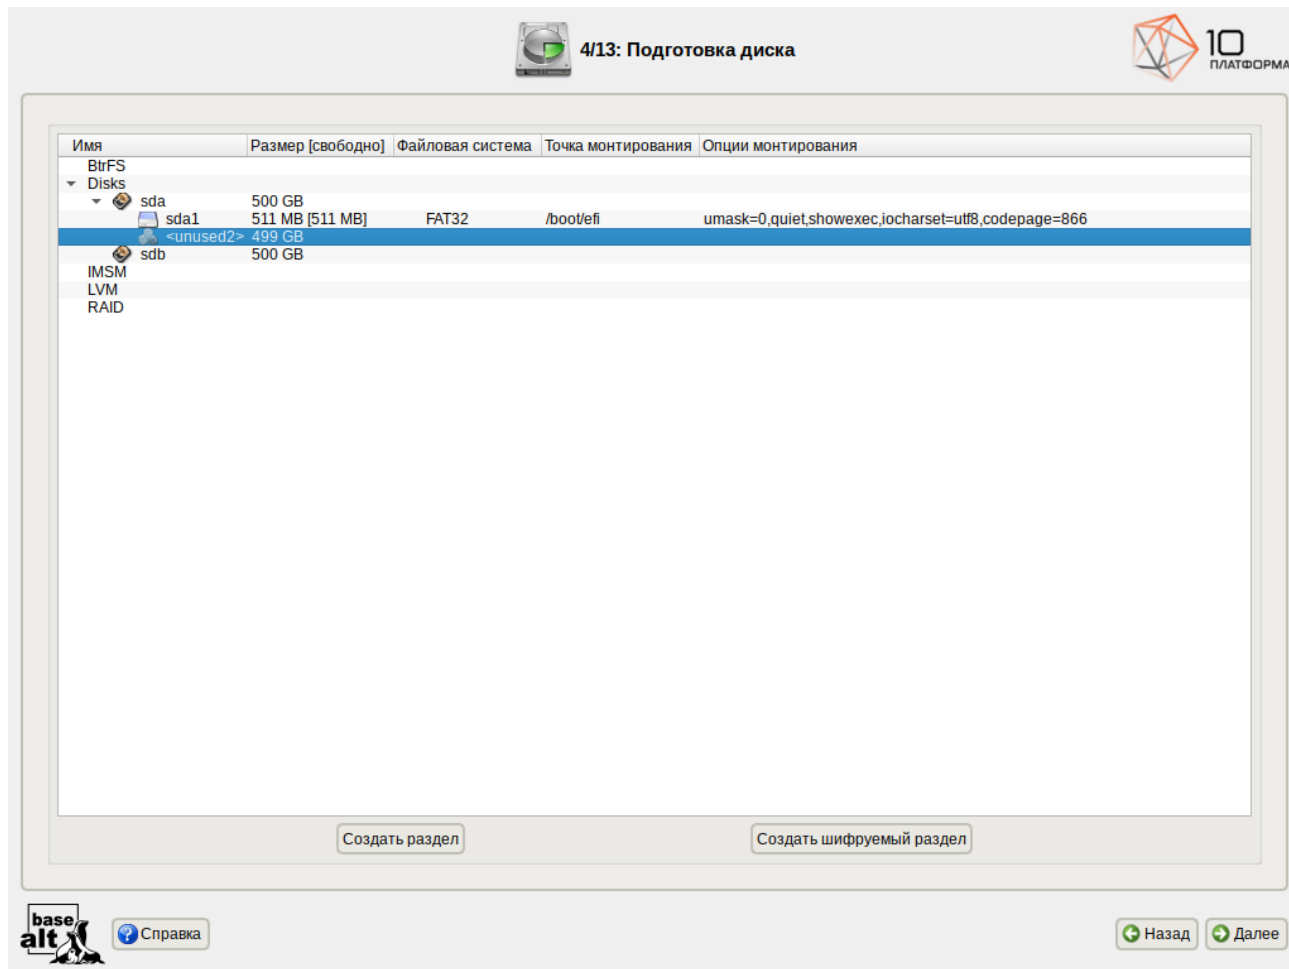 4/13: Подготовка диска
10
ПЛАТФОРМА
Имя Размер [свободно] Файловая система Точка монтирования Опции монтирования
BtrFS
Disks
sda 500 GB
sda1 511 MB [511 MB] FAT32 /boot/efi umask=0,quiet,showexec,iocharset=utf8,codepage=866
<unused2> 499 GB
sdb 500 GB
IMSM
LVM
RAID
Создать раздел Создать шифруемый раздел
base
alt
Справка Назад Далее